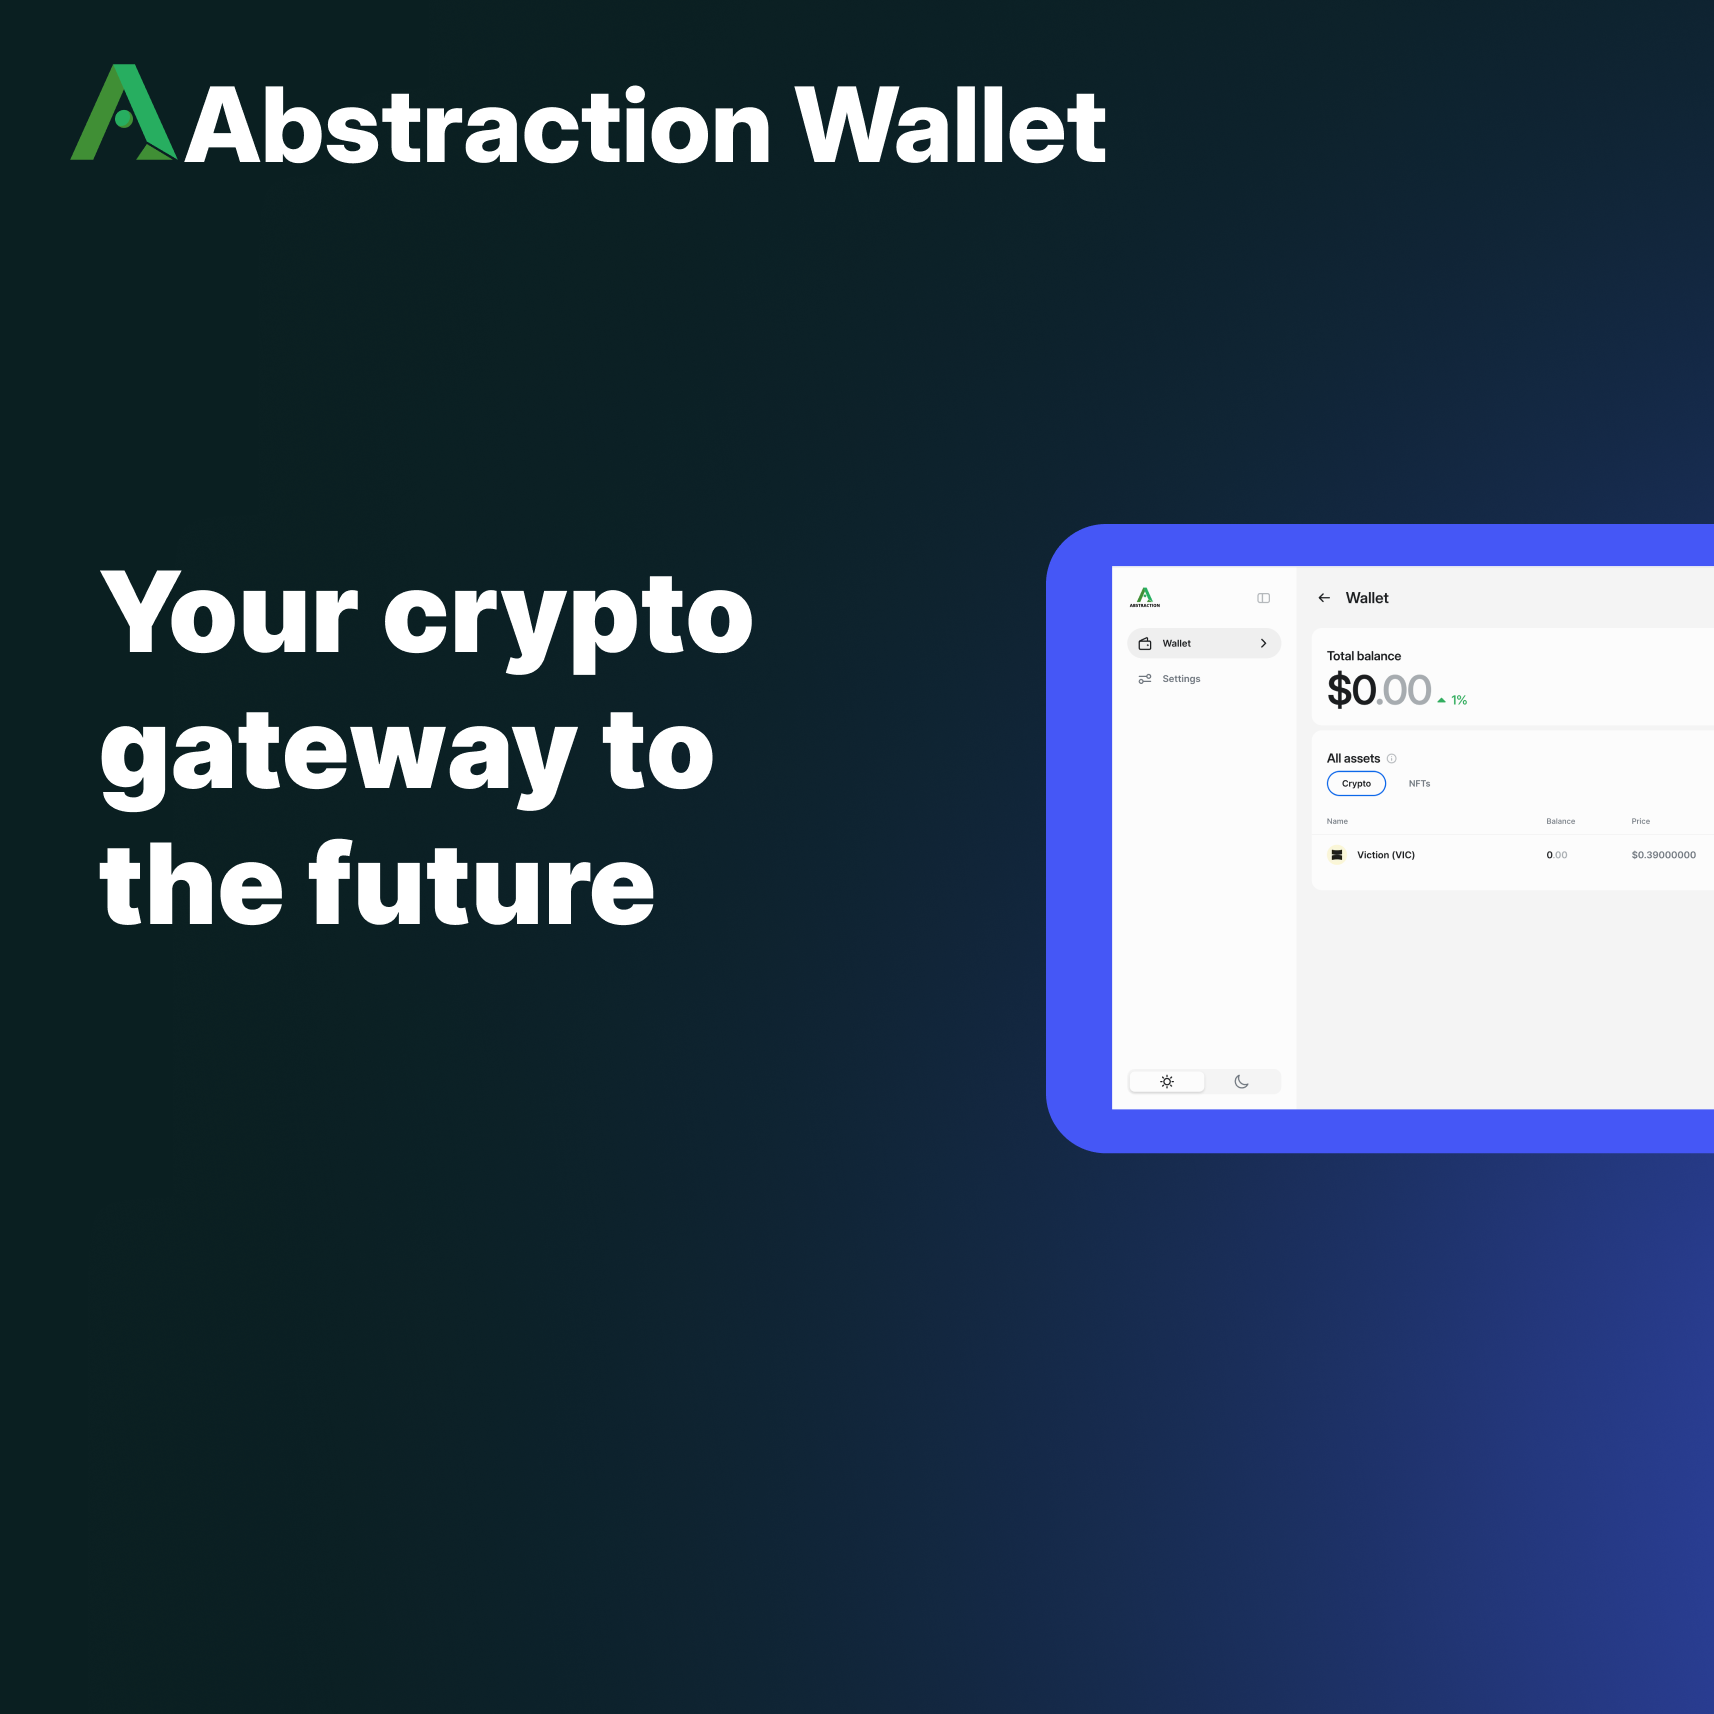 Abstraction Wallet
Your crypto
gateway to
the future
ABSTRACTION
Wallet
Settings
Wallet
Total balance
$0.00 1%
All assets
Crypto NFTs
Name Balance Price
Viction (VIC) 0.00 $0.39000000